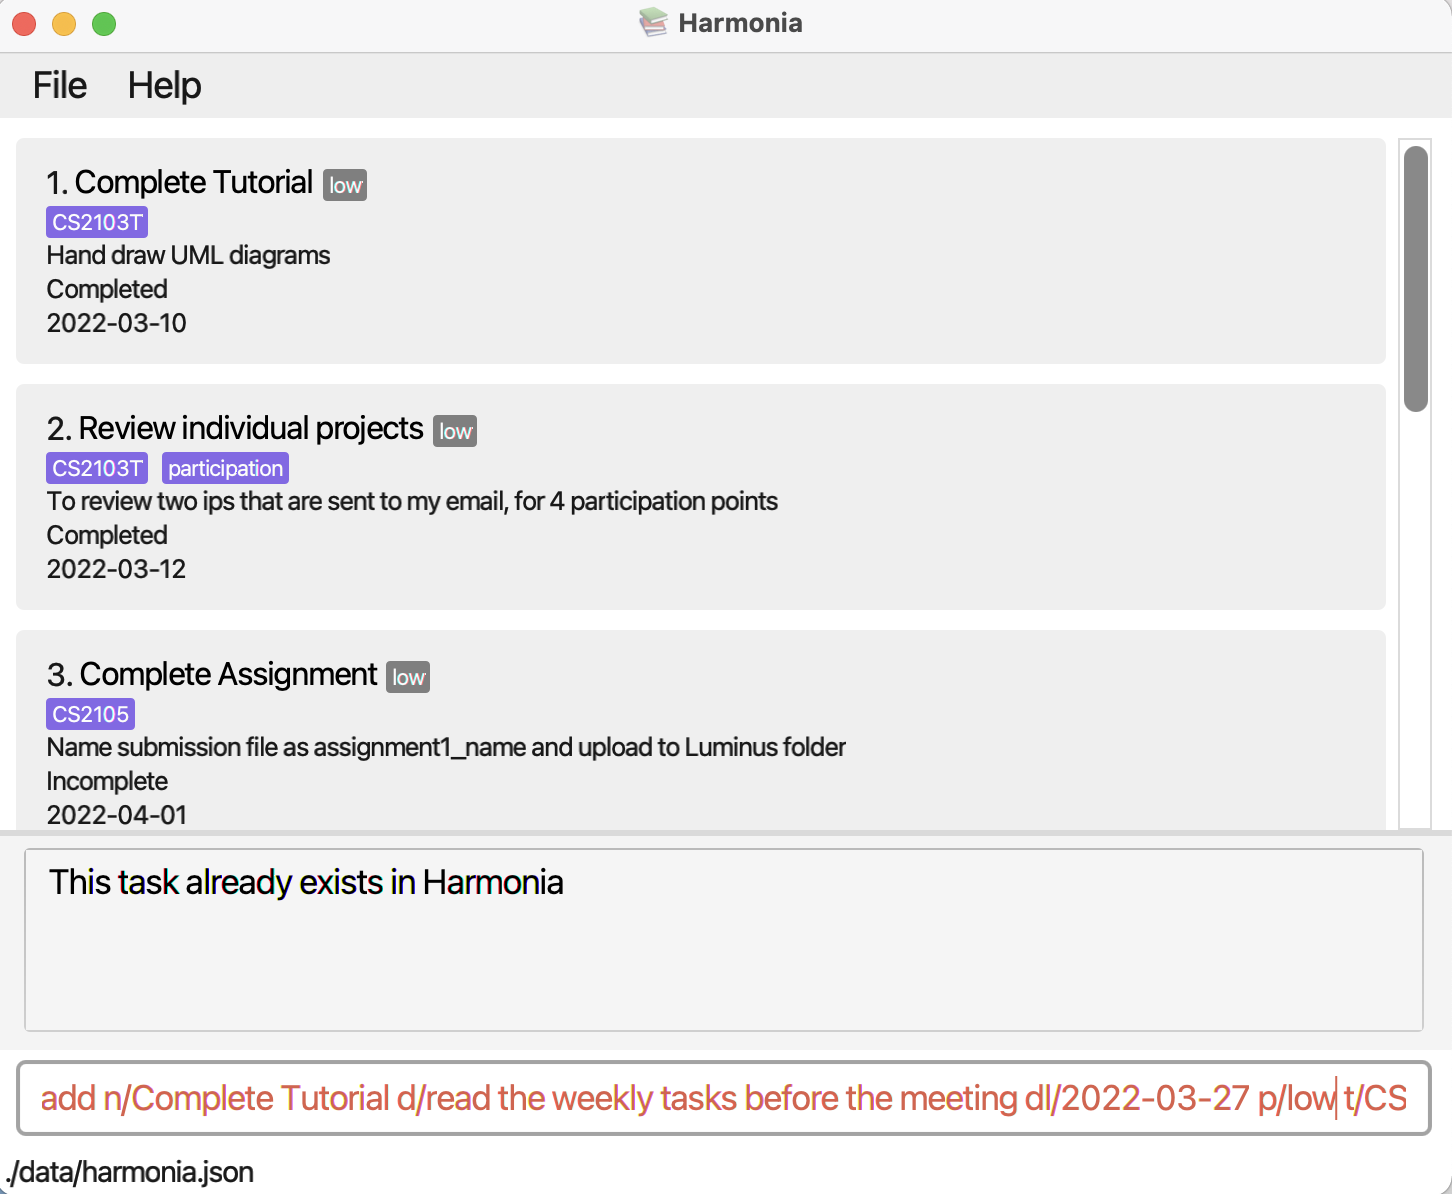 Harmonia
File Help
1. Complete Tutorial low
CS2103T
Hand draw UML diagrams
Completed
2022-03-10
2. Review individual projects low
CS2103T participation
To review two ips that are sent to my email, for 4 participation points
Completed
2022-03-12
3. Complete Assignment low
CS2105
Name submission file as assignment1_name and upload to Luminus folder
Incomplete
2022-04-01
This task already exists in Harmonia
add n/Complete Tutorial d/read the weekly tasks before the meeting dl/2022-03-27 p/low t/CS
./data/harmonia.json